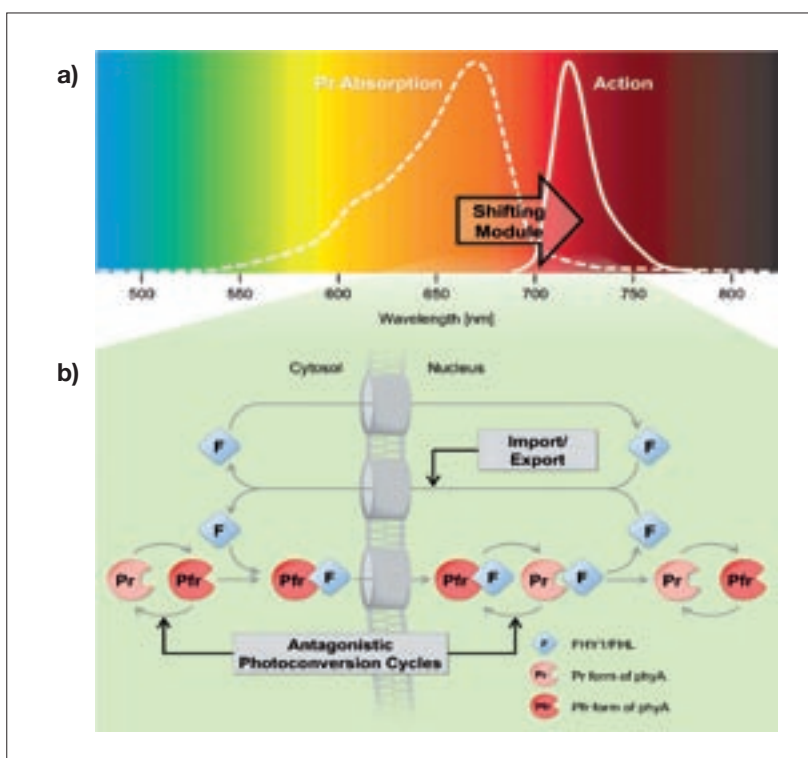 a)
Pr Absorption
Action
Shifting
Module
500 550 600 650 700 750 800
Wavelength [nm]
b)
Cytosol Nucleus
F
F
Import/
Export
F
F
Pr Pfr Pfr F Pfr F Pr F Pr Pfr
Antagonistic
Photoconversion Cycles
F FHY1/FHL
Pr Pr form of phyA
Pfr Pfr form of phyA